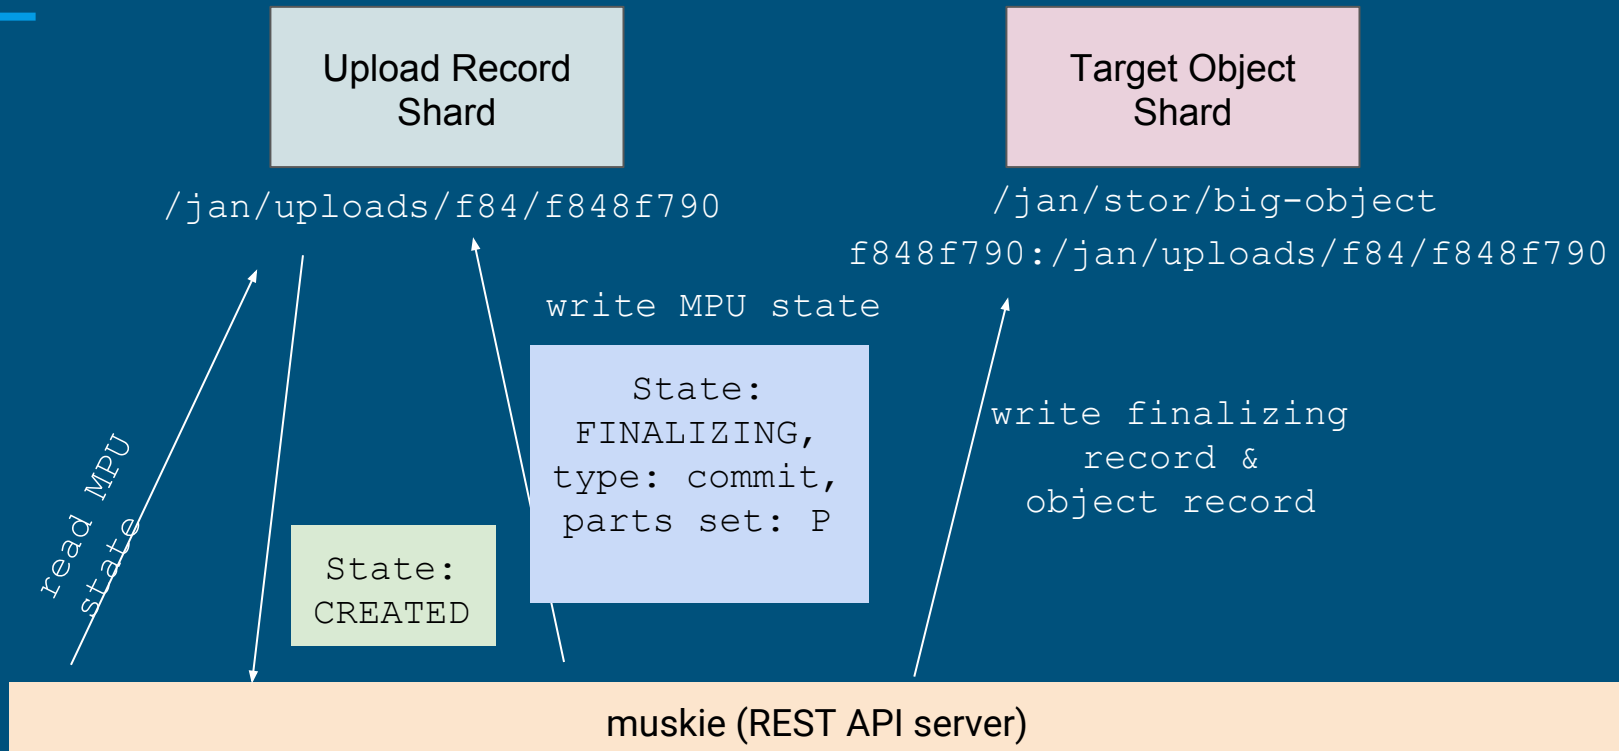 Upload Record
Shard
Target Object
Shard
/jan/uploads/f84/f848f790
/jan/stor/big-object
f848f790:/jan/uploads/f84/f848f790
write MPU state
State:
FINALIZING,
type: commit,
parts set: P
write finalizing
record &
object record
read MPU
state
State:
CREATED
muskie (REST API server)